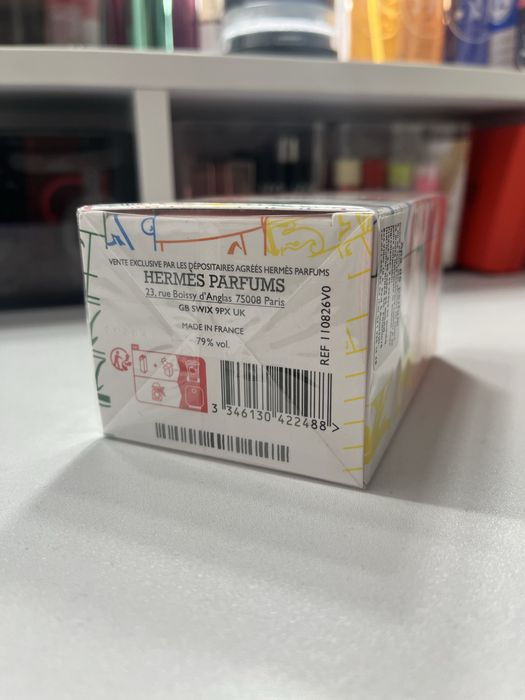 VENTE EXCLUSIVE PAR LES DÉPOSITAIRES AGRÉÉS HERMÈS PARFUMS
HERMÈS PARFUMS
23, rue Boissy d'Anglas 75008 Paris
GB SWIX 9PX UK
MADE IN FRANCE
79% vol.
REF 110826V0
3 346130 422488 >